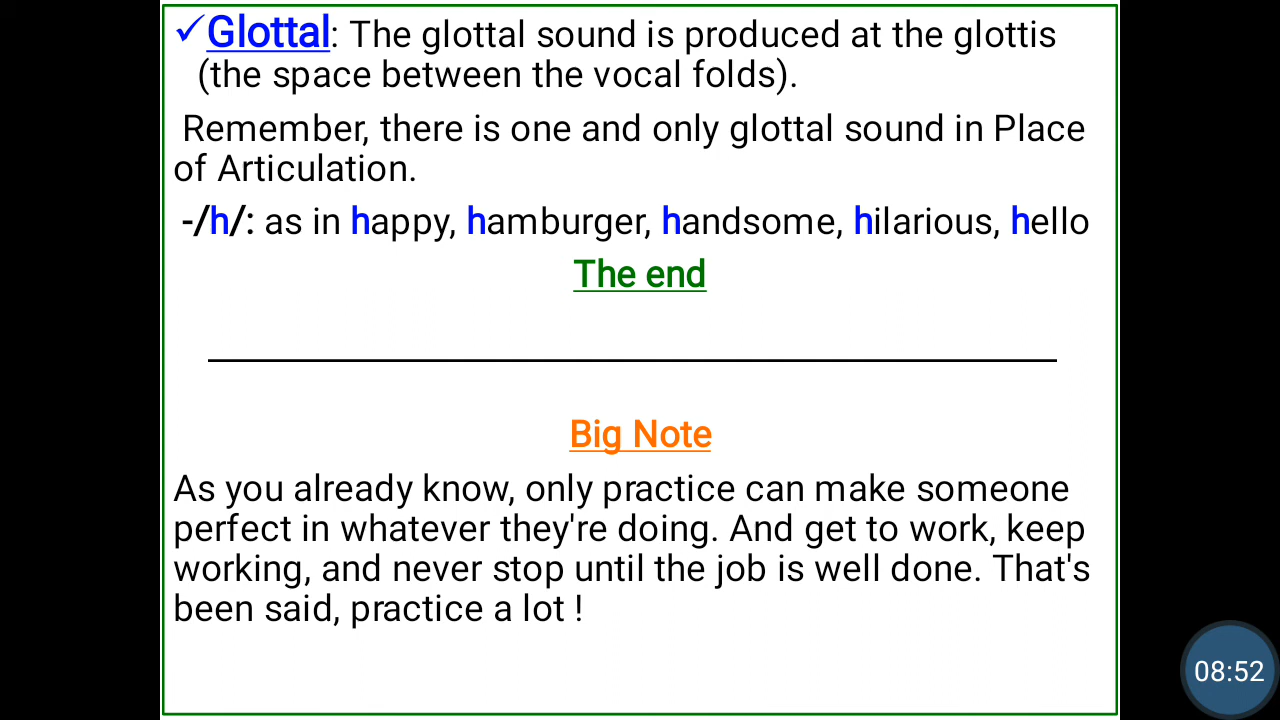 ✓Glottal: The glottal sound is produced at the glottis
(the space between the vocal folds).
Remember, there is one and only glottal sound in Place
of Articulation.
-/h/: as in happy, hamburger, handsome, hilarious, hello
The end
Big Note
As you already know, only practice can make someone
perfect in whatever they're doing. And get to work, keep
working, and never stop until the job is well done. That's
been said, practice a lot !
08:52